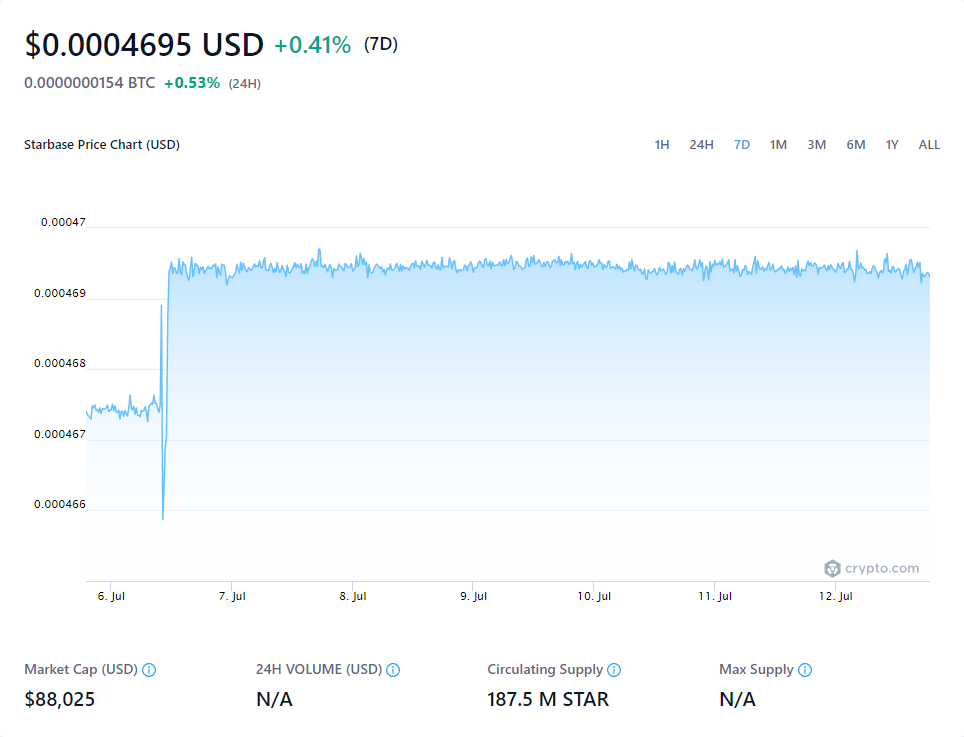 $0.0004695 USD +0.41% (7D)
0.0000000154 BTC +0.53% (24H)
Starbase Price Chart (USD) 1H 24H 7D 1M 3M 6M 1Y ALL
0.00047
0.000469
0.000468
0.000467
0.000466
crypto.com
6. Jul 7. Jul 8. Jul 9. Jul 10. Jul 11. Jul 12. Jul
Market Cap (USD) 24H VOLUME (USD) Circulating Supply Max Supply
$88,025 N/A 187.5 M STAR N/A